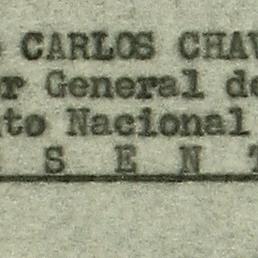 CARLOS CHAV
r General de
to Nacional
S E N T